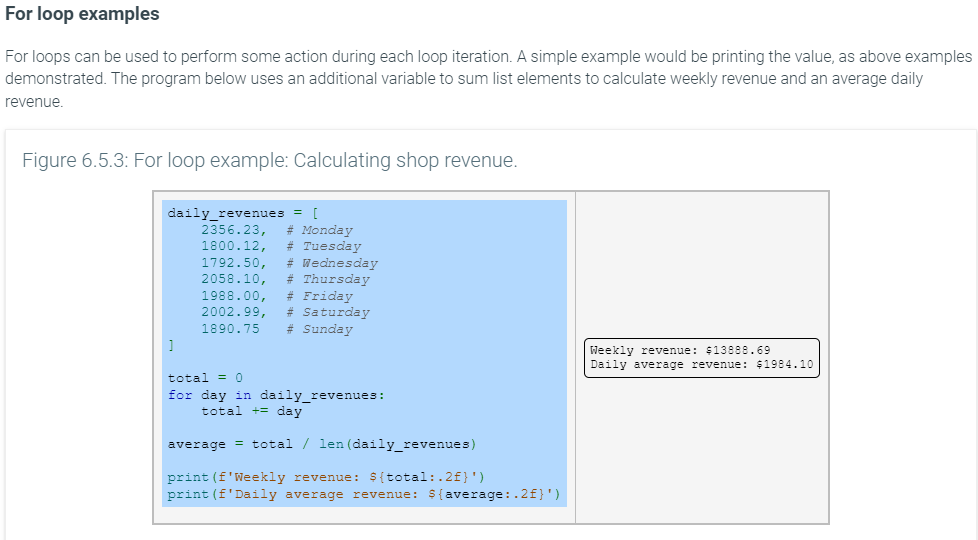 For loop examples
For loops can be used to perform some action during each loop iteration. A simple example would be printing the value, as above examples
demonstrated. The program below uses an additional variable to sum list elements to calculate weekly revenue and an average daily
revenue.
Figure 6.5.3: For loop example: Calculating shop revenue.
daily_revenues = [
    2356.23,  # Monday
    1800.12,  # Tuesday
    1792.50,  # Wednesday
    2058.10,  # Thursday
    1988.00,  # Friday
    2002.99,  # Saturday
    1890.75   # Sunday
]
total = 0
for day in daily_revenues:
    total += day
average = total / len(daily_revenues)
print(f'Weekly revenue: ${total:.2f}')
print(f'Daily average revenue: ${average:.2f}')
Weekly revenue: $13888.69
Daily average revenue: $1984.10